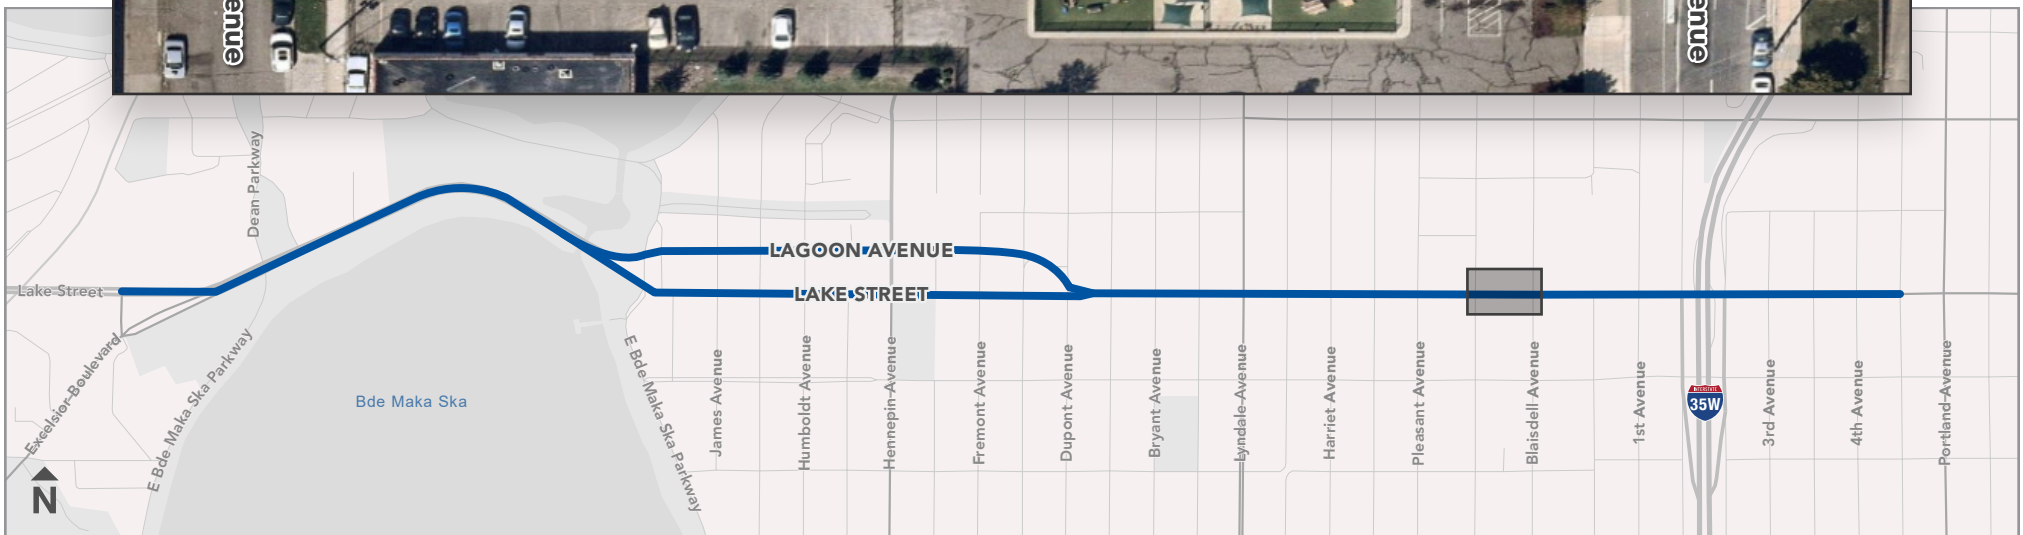 enue
enue
Dean Parkway
LAGOON AVENUE
Lake Street
LAKE STREET
Excelsior Boulevard
E Bde Maka Ska Parkway
Bde Maka Ska
E Bde Maka Ska Parkway
James Avenue
Humboldt Avenue
Hennepin Avenue
Fremont Avenue
Dupont Avenue
Bryant Avenue
Lyndale Avenue
Harriet Avenue
Pleasant Avenue
Blaisdell Avenue
1st Avenue
INTERSTATE
35W
3rd Avenue
4th Avenue
Portland Avenue
N